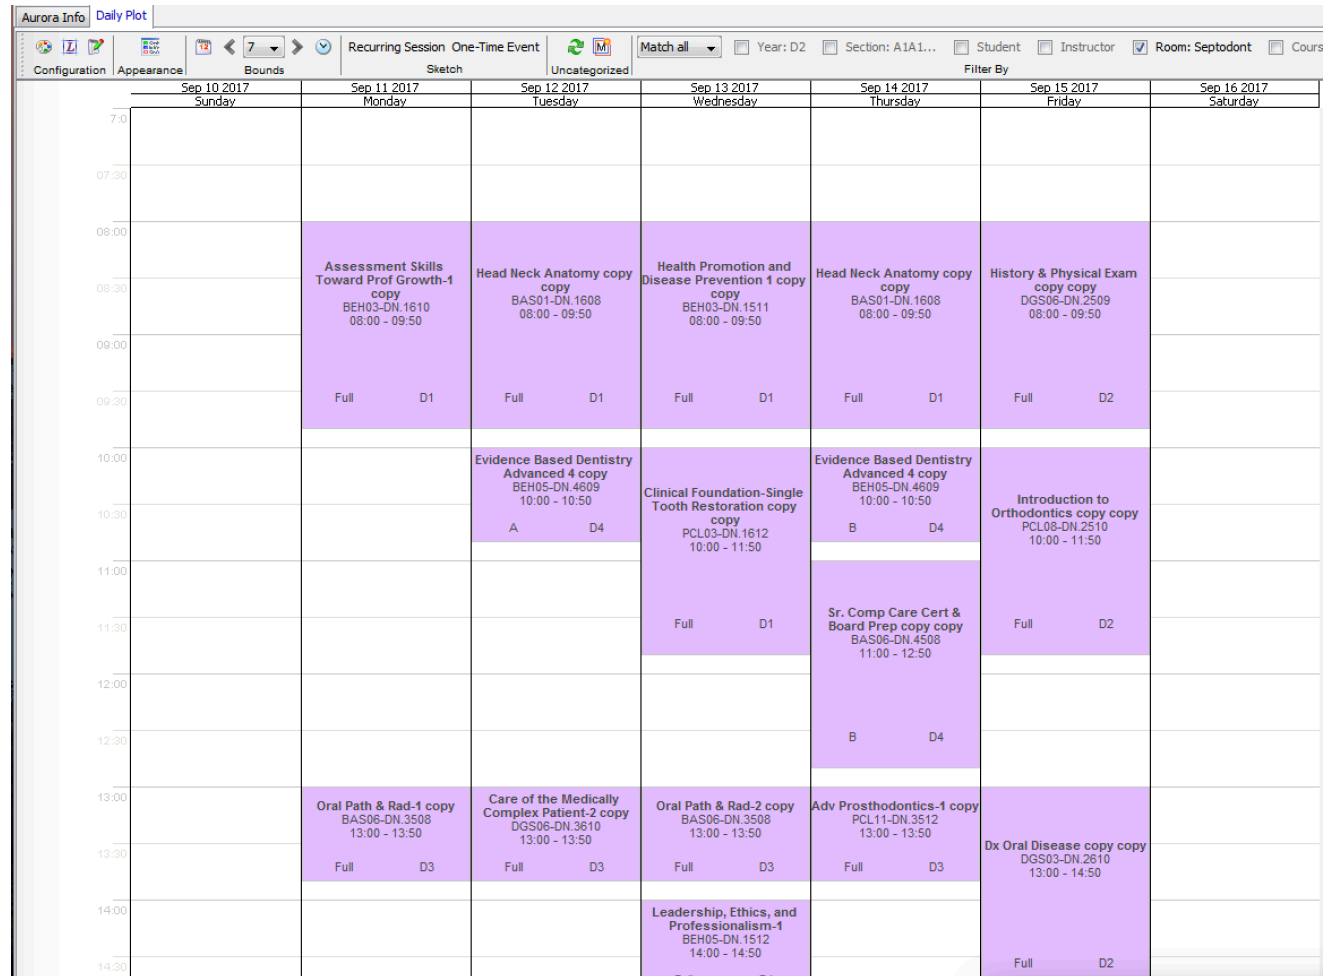 Aurora Info Daily Plot
7 Recurring Session One-Time Event Match all Year: D2 Section: A1A1... Student Instructor Room: Septodont Cours
Configuration Appearance Bounds Sketch Uncategorized Filter By
Sep 10 2017 Sep 11 2017 Sep 12 2017 Sep 13 2017 Sep 14 2017 Sep 15 2017 Sep 16 2017
Sunday Monday Tuesday Wednesday Thursday Friday Saturday
7:0
07:30
08:00
08:30
09:00
09:30
10:00
10:30
11:00
11:30
12:00
12:30
13:00
13:30
14:00
14:30
Assessment Skills
Toward Prof Growth-1
copy
BEH03-DN.1610
08:00 - 09:50
Full D1
Oral Path & Rad-1 copy
BAS06-DN.3508
13:00 - 13:50
Full D3
Head Neck Anatomy copy
copy
BAS01-DN.1608
08:00 - 09:50
Full D1
Evidence Based Dentistry
Advanced 4 copy
BEH05-DN.4609
10:00 - 10:50
A D4
Care of the Medically
Complex Patient-2 copy
DGS06-DN.3610
13:00 - 13:50
Full D3
Health Promotion and
Disease Prevention 1 copy
copy
BEH03-DN.1511
08:00 - 09:50
Full D1
Clinical Foundation-Single
Tooth Restoration copy
copy
PCL03-DN.1612
10:00 - 11:50
Full D1
Oral Path & Rad-2 copy
BAS06-DN.3508
13:00 - 13:50
Full D3
Leadership, Ethics, and
Professionalism-1
BEH05-DN.1512
14:00 - 14:50
Head Neck Anatomy copy
copy
BAS01-DN.1608
08:00 - 09:50
Full D1
Evidence Based Dentistry
Advanced 4 copy
BEH05-DN.4609
10:00 - 10:50
B D4
Sr. Comp Care Cert &
Board Prep copy copy
BAS06-DN.4508
11:00 - 12:50
B D4
Adv Prosthodontics-1 copy
PCL11-DN.3512
13:00 - 13:50
Full D3
History & Physical Exam
copy copy
DGS06-DN.2509
08:00 - 09:50
Full D2
Introduction to
Orthodontics copy copy
PCL08-DN.2510
10:00 - 11:50
Full D2
Dx Oral Disease copy copy
DGS03-DN.2610
13:00 - 14:50
Full D2